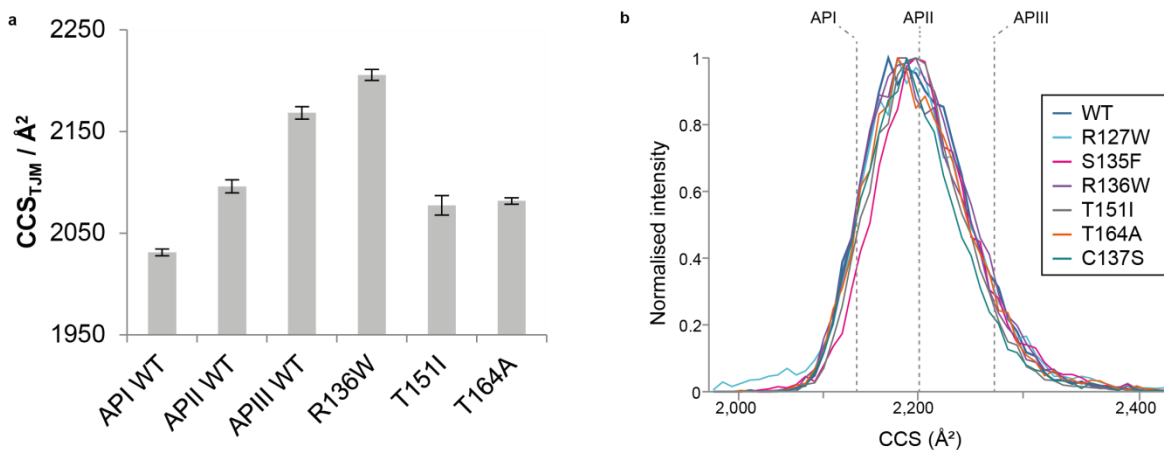 a
2250
2150
2050
1950
CCS_TJM / Å²
API WT
APII WT
APIII WT
R136W
T151I
T164A
b
API
APII
APIII
1
0.8
0.6
0.4
0.2
0
Normalised intensity
2,000
2,200
2,400
CCS (Å²)
WT
R127W
S135F
R136W
T151I
T164A
C137S